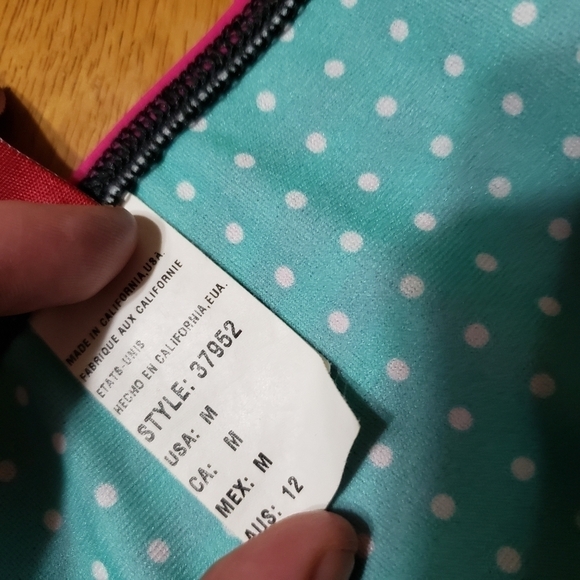 MADE IN CALIFORNIA, USA
FABRIQUE AUX CALIFORNIE
ETATS-UNIS
HECHO EN CALIFORNIA, EUA.
STYLE: 37952
USA: M
CA: M
MEX: M
AUS: 12